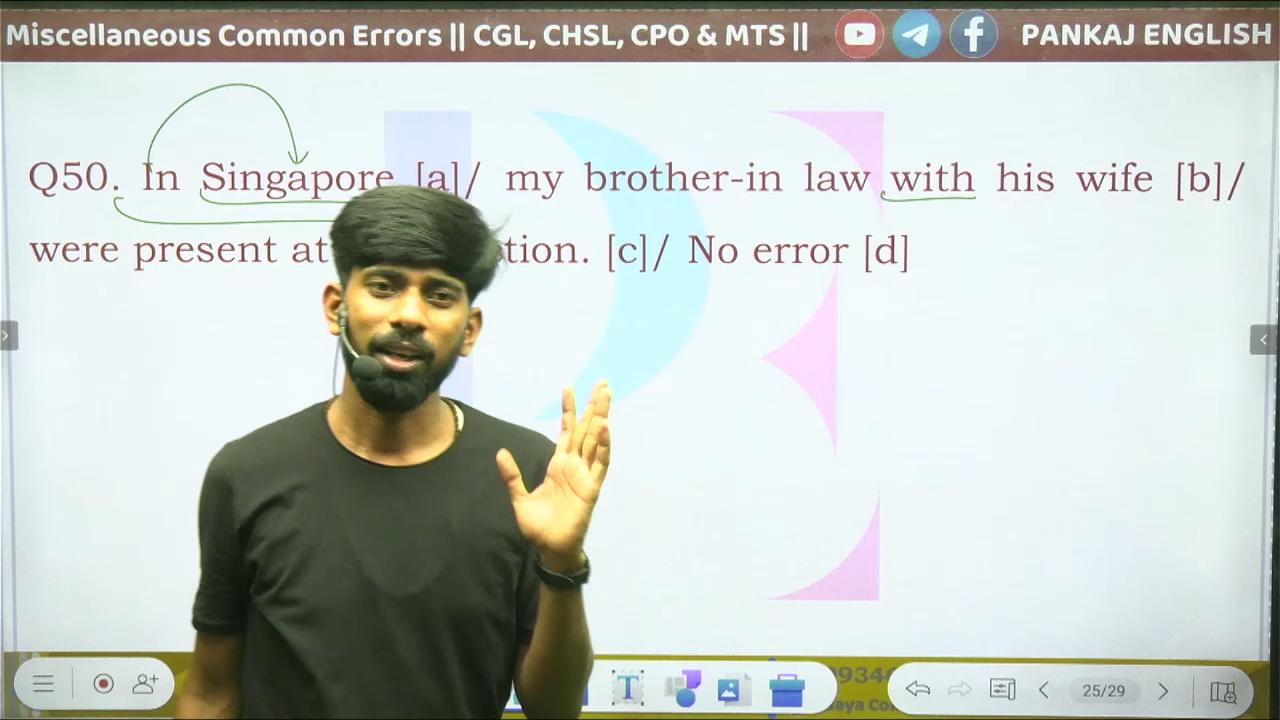 Miscellaneous Common Errors || CGL, CHSL, CPO & MTS || PANKAJ ENGLISH
Q50. In Singapore [a]/ my brother-in law with his wife [b]/
were present at tion. [c]/ No error [d]
25/29